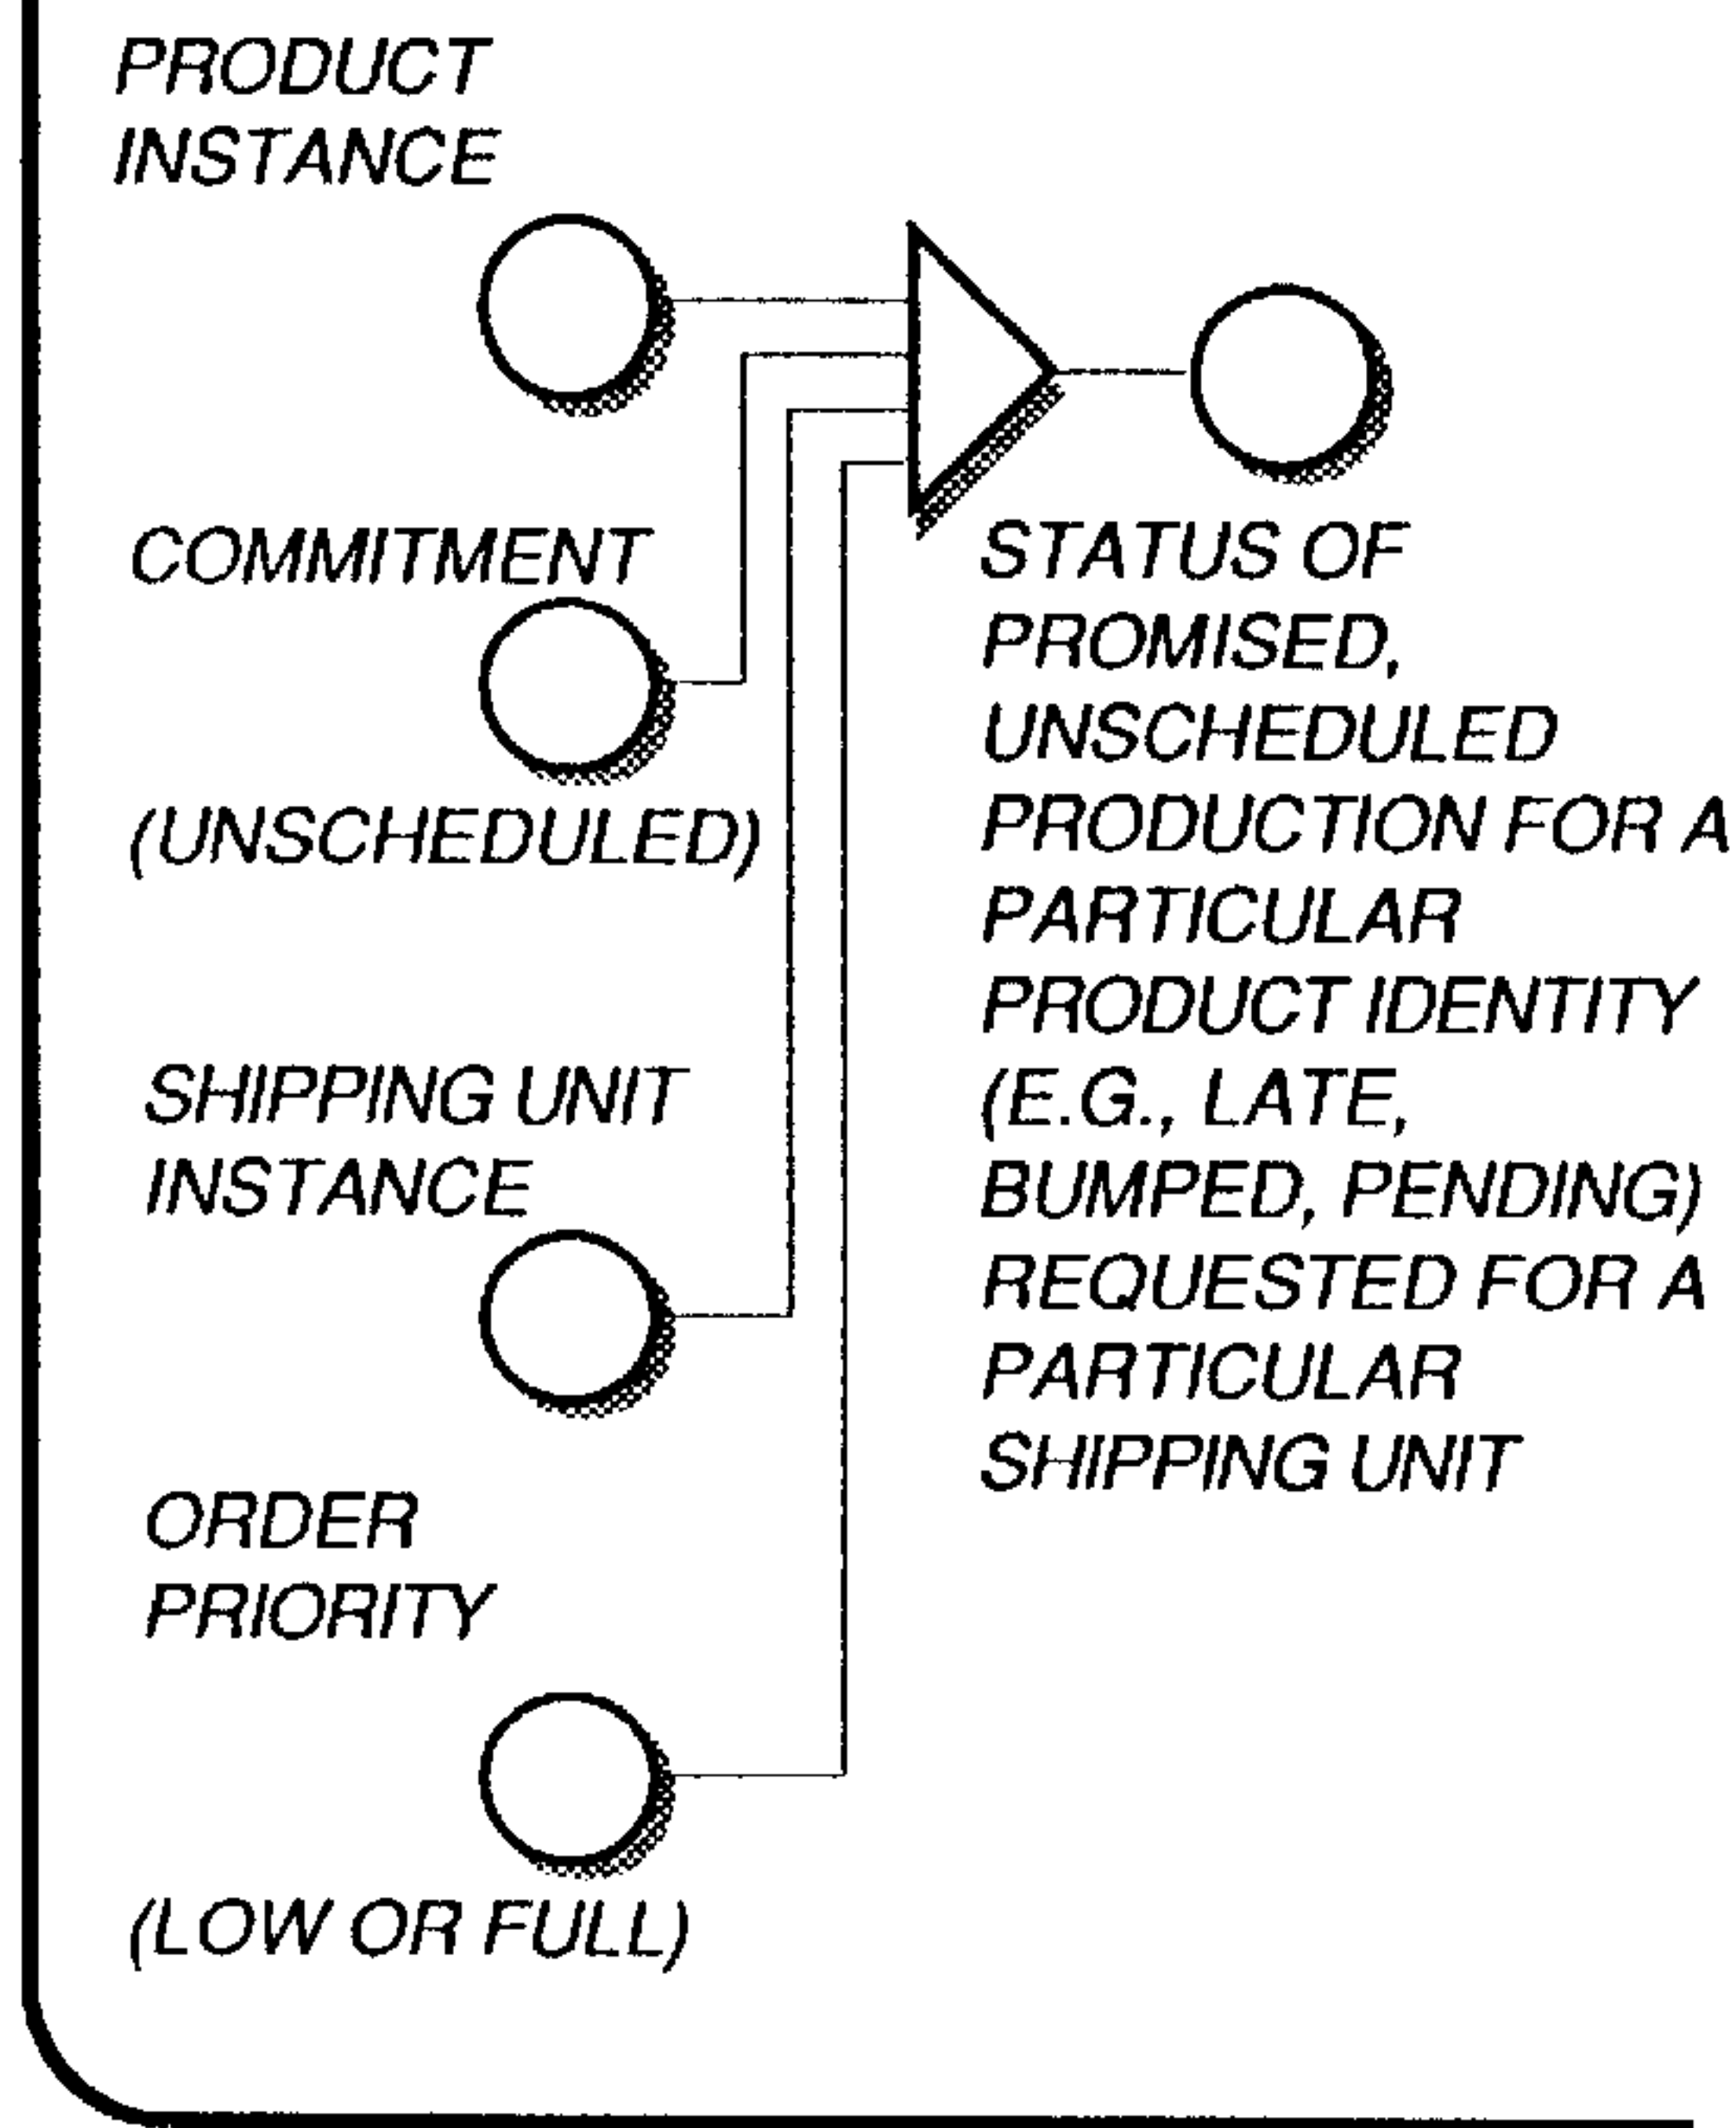 PRODUCT
INSTANCE
COMMITMENT
(UNSCHEDULED)
SHIPPING UNIT
INSTANCE
ORDER
PRIORITY
(LOW OR FULL)
STATUS OF
PROMISED,
UNSCHEDULED
PRODUCTION FOR A
PARTICULAR
PRODUCT IDENTITY
(E.G., LATE,
BUMPED, PENDING)
REQUESTED FOR A
PARTICULAR
SHIPPING UNIT